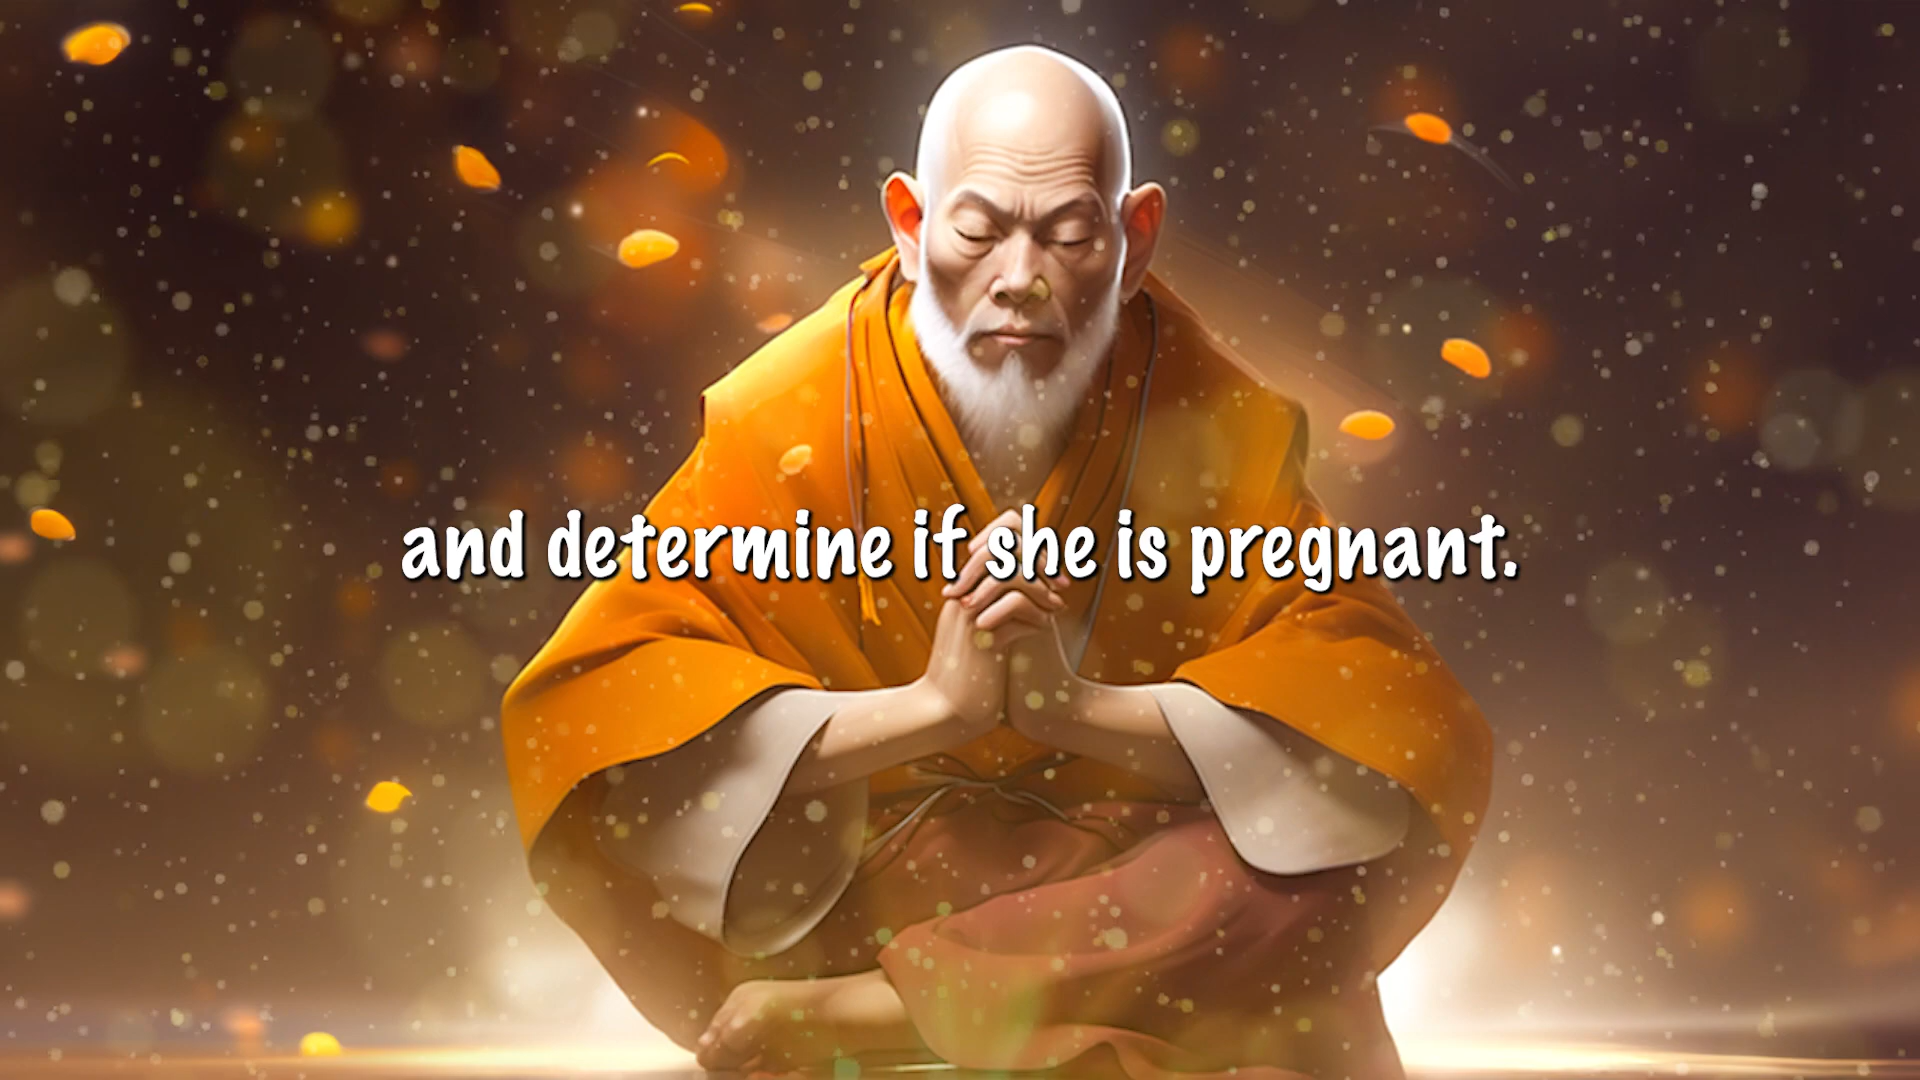 and determine if she is pregnant.